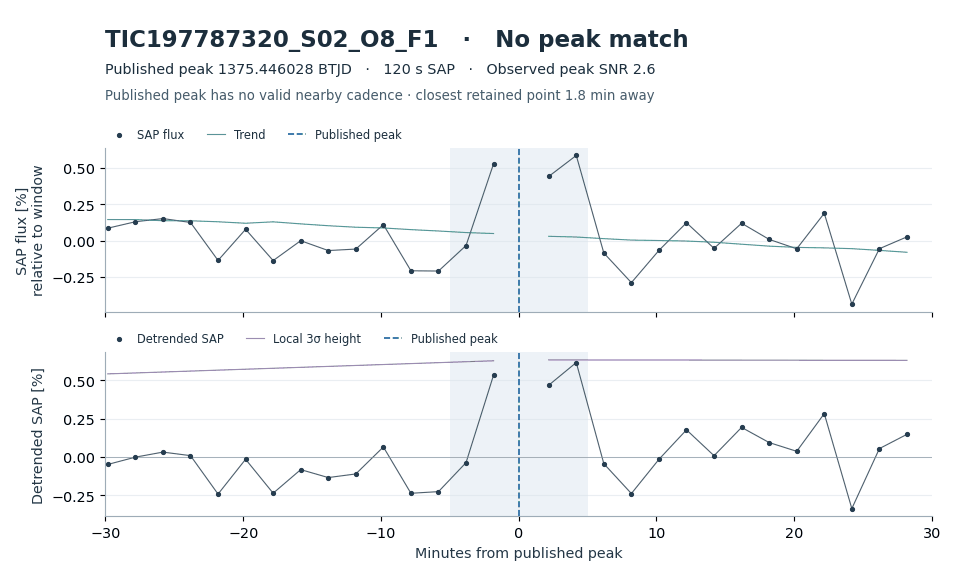 TIC197787320_S02_O8_F1 · No peak match
Published peak 1375.446028 BTJD · 120 s SAP · Observed peak SNR 2.6
Published peak has no valid nearby cadence · closest retained point 1.8 min away
SAP flux Trend Published peak
SAP flux [%]
relative to window
0.50
0.25
0.00
−0.25
Detrended SAP Local 3σ height Published peak
Detrended SAP [%]
0.50
0.25
0.00
−0.25
−30 −20 −10 0 10 20 30
Minutes from published peak